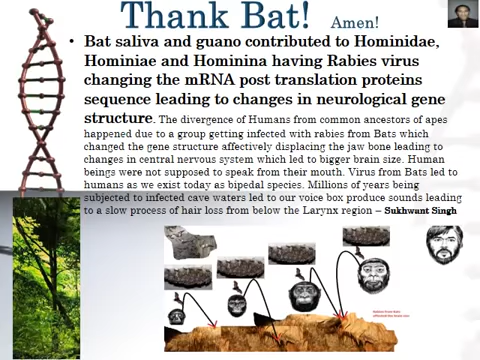 Thank Bat! Amen!
• Bat saliva and guano contributed to Hominidae,
Hominiae and Hominina having Rabies virus
changing the mRNA post translation proteins
sequence leading to changes in neurological gene
structure. The divergence of Humans from common ancestors of apes
happened due to a group getting infected with rabies from Bats which
changed the gene structure affectively displacing the jaw bone leading to
changes in central nervous system which led to bigger brain size. Human
beings were not supposed to speak from their mouth. Virus from Bats led to
humans as we exist today as bipedal species. Millions of years being
subjected to infected cave waters led to our voice box produce sounds leading
to a slow process of hair loss from below the Larynx region – Sukhwant Singh